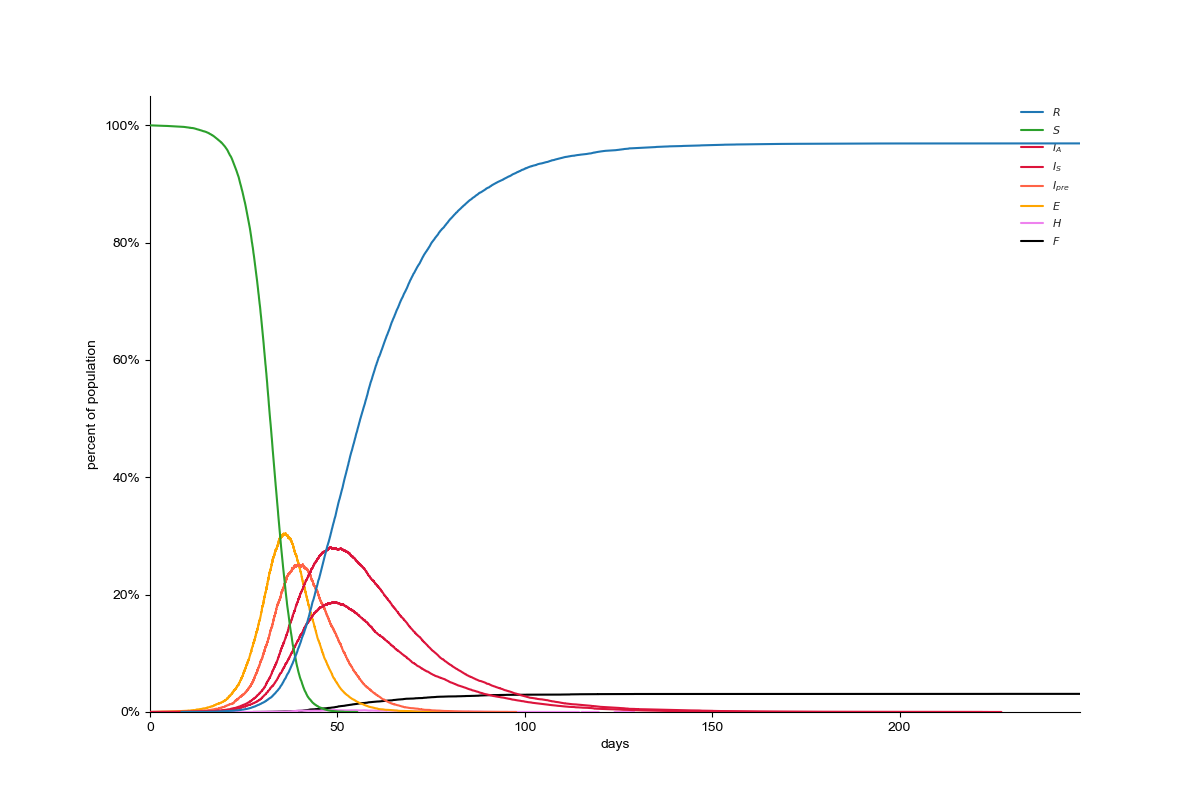 100%
80%
60%
40%
20%
0%
percent of population
0 50 100 150 200
days
R
S
I_A
I_S
I_pre
E
H
F